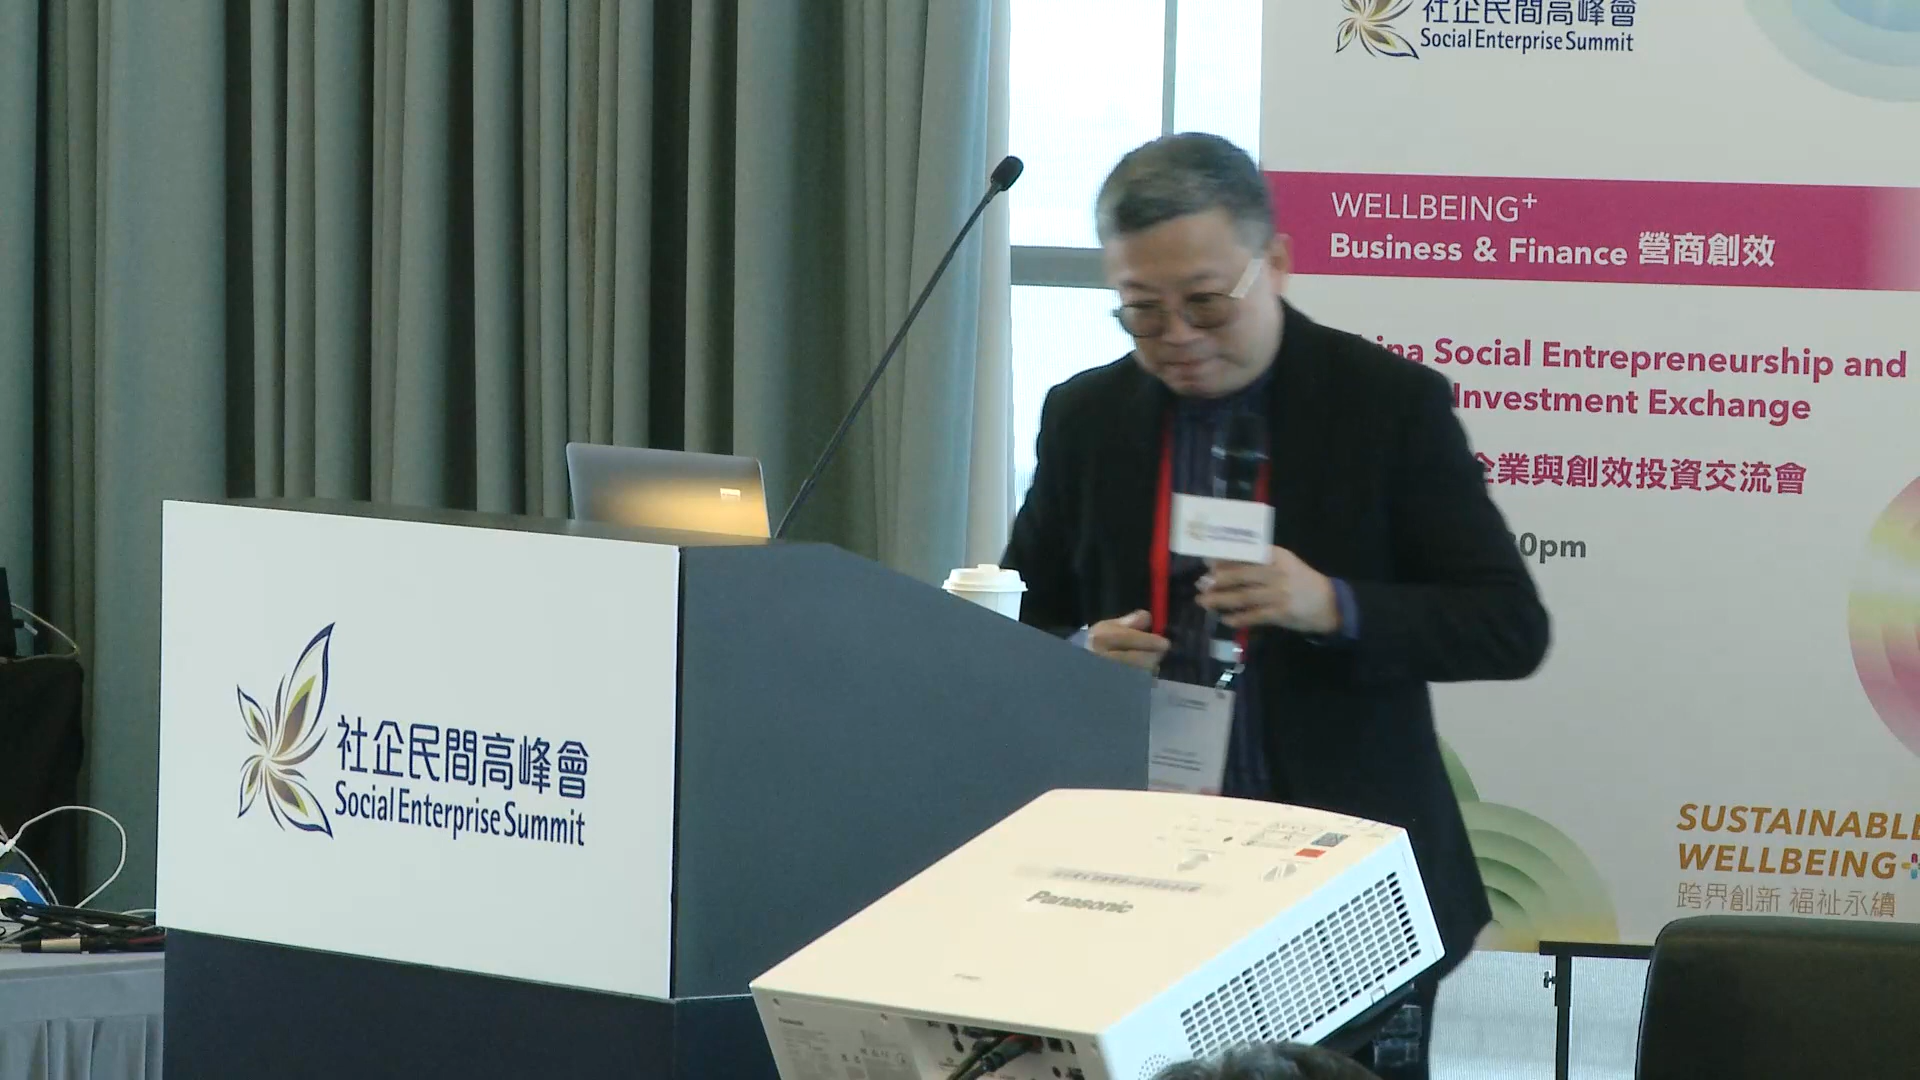 社企民間高峰會
Social Enterprise Summit
WELLBEING+
Business & Finance 營商創效
Social Entrepreneurship and
Investment Exchange
企業與創效投資交流會
0pm
社企民間高峰會
Social Enterprise Summit
SUSTAINABLE
WELLBEING+
跨界創新 福祉永續
Panasonic